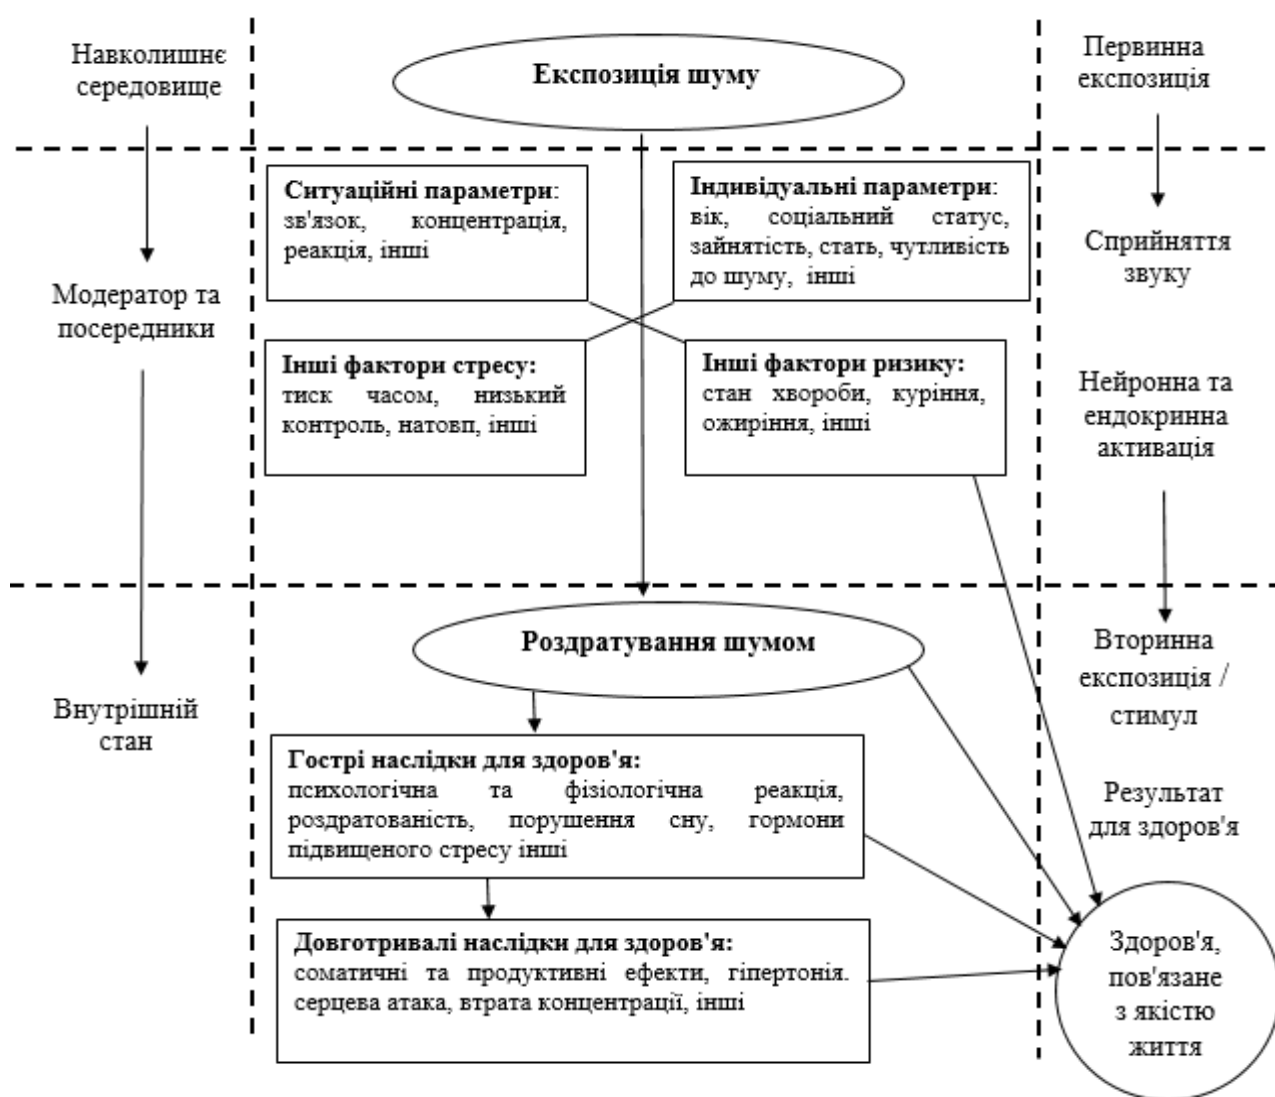 Навколишнє
середовище
Експозиція шуму
Первинна
експозиція
Ситуаційні параметри:
зв'язок, концентрація,
реакція, інші
Індивідуальні параметри:
вік, соціальний статус,
зайнятість, стать, чутливість
до шуму, інші
Сприйняття
звуку
Модератор та
посередники
Інші фактори стресу:
тиск часом, низький
контроль, натовп, інші
Інші фактори ризику:
стан хвороби, куріння,
ожиріння, інші
Нейронна та
ендокринна
активація
Роздратування шумом
Вторинна
експозиція /
стимул
Внутрішній
стан
Гострі наслідки для здоров'я:
психологічна та фізіологічна реакція,
роздратованість, порушення сну, гормони
підвищеного стресу інші
Результат
для здоров'я
Довготривалі наслідки для здоров'я:
соматичні та продуктивні ефекти, гіпертонія.
серцева атака, втрата концентрації, інші
Здоров'я,
пов'язане
з якістю
життя